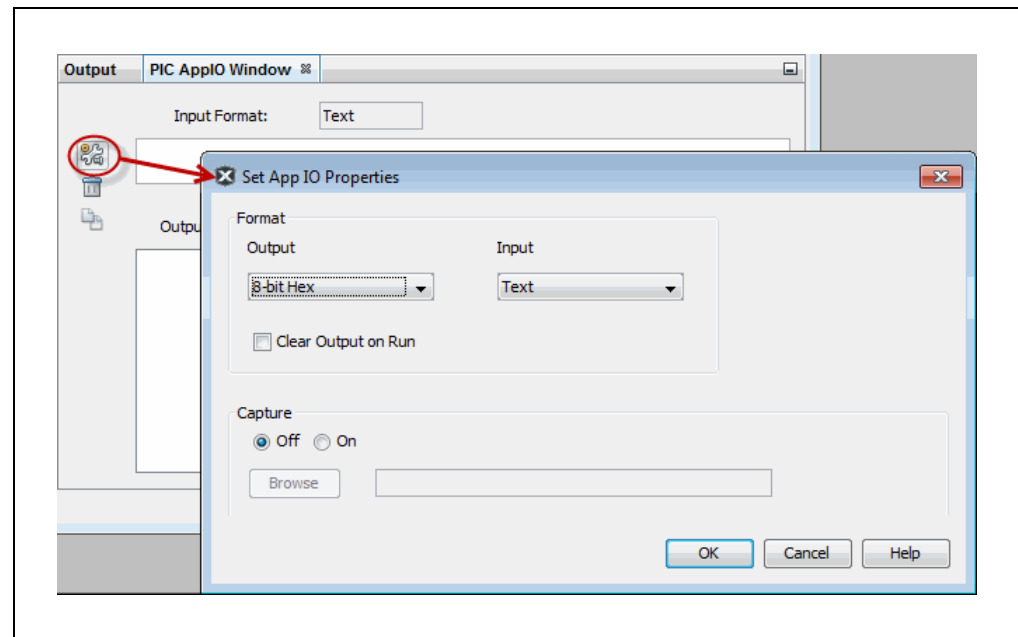 Output PIC AppIO Window
Input Format: Text
Set App IO Properties
Outpu
Format
Output Input
8-bit Hex Text
Clear Output on Run
Capture
Off On
Browse
OK Cancel Help